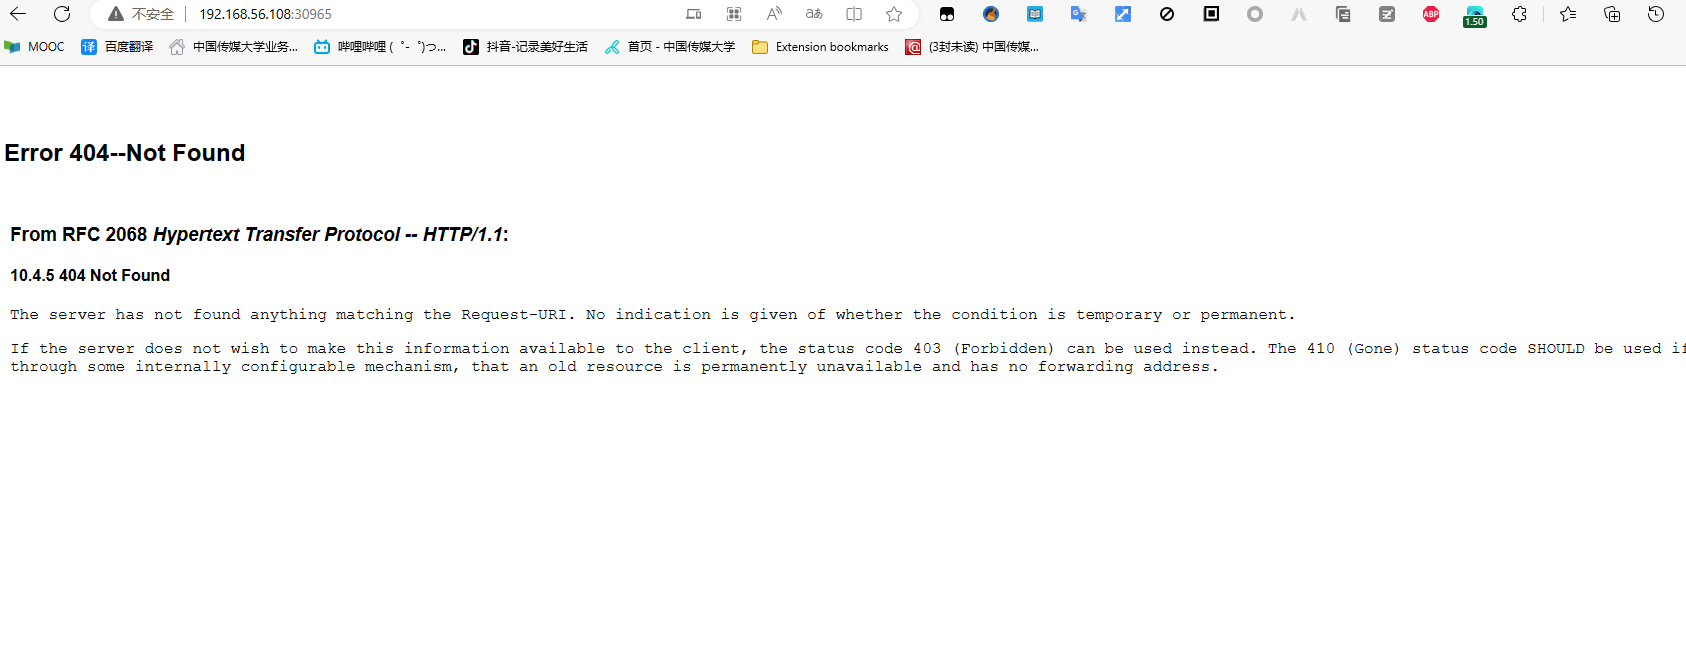 不安全 192.168.56.108:30965 A aあ ABP 1.50
MOOC 译 百度翻译 中国传媒大学业务... 哔哩哔哩 ( ゜- ゜)つ... 抖音-记录美好生活 首页 - 中国传媒大学 Extension bookmarks (3封未读) 中国传媒...
Error 404--Not Found
From RFC 2068 Hypertext Transfer Protocol -- HTTP/1.1:
10.4.5 404 Not Found
The server has not found anything matching the Request-URI. No indication is given of whether the condition is temporary or permanent.
If the server does not wish to make this information available to the client, the status code 403 (Forbidden) can be used instead. The 410 (Gone) status code SHOULD be used if
through some internally configurable mechanism, that an old resource is permanently unavailable and has no forwarding address.